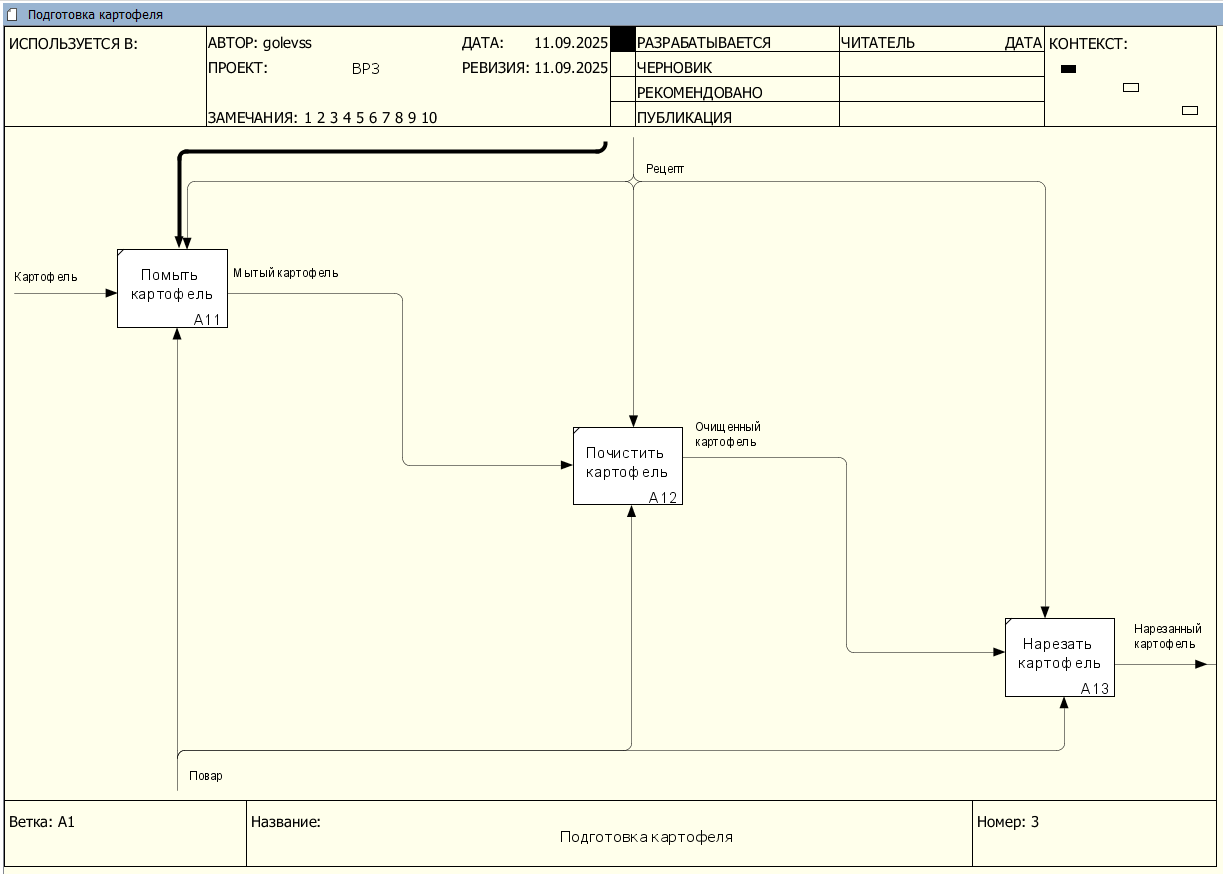 Подготовка картофеля
ИСПОЛЬЗУЕТСЯ В:
АВТОР: golevss
ДАТА: 11.09.2025
ПРОЕКТ: ВРЗ
РЕВИЗИЯ: 11.09.2025
ЗАМЕЧАНИЯ: 1 2 3 4 5 6 7 8 9 10
РАЗРАБАТЫВАЕТСЯ
ЧЕРНОВИК
РЕКОМЕНДОВАНО
ПУБЛИКАЦИЯ
ЧИТАТЕЛЬ
ДАТА
КОНТЕКСТ:
Рецепт
Картофель
Помыть
картофель
A11
Мытый картофель
Почистить
картофель
A12
Очищенный
картофель
Нарезать
картофель
A13
Нарезанный
картофель
Повар
Ветка: A1
Название:
Подготовка картофеля
Номер: 3